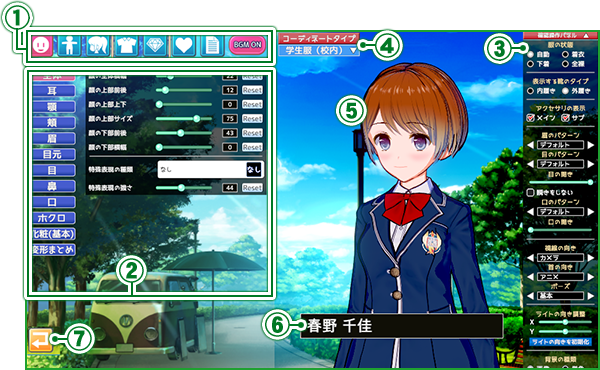 ①
BGM ON
コーディネートタイプ
学生服（校内） ▼
④
③
確認操作パネル ▲
服の状態
自動 着衣
下着 全裸
表示する靴のタイプ
内履き 外履き
アクセサリの表示
メイン サブ
眉のパターン
デフォルト
目のパターン
デフォルト
目の開き
瞬きをしない
口のパターン
デフォルト
口の開き
視線の向き
カメラ
首の向き
アニメ
ポーズ
基本
ライトの向き調整
X
Y
ライトの向きを初期化
背景の種類
全体
耳
顎
頬
眉
目元
目
鼻
口
ホクロ
化粧(基本)
変形まとめ
顔の上部前後 12 Reset
顔の上部上下 0 Reset
顔の上部サイズ 75 Reset
顔の下部前後 43 Reset
顔の下部横幅 0 Reset
特殊表現の種類 なし なし
特殊表現の強さ 44 Reset
②
⑤
⑥
春野 千佳
⑦